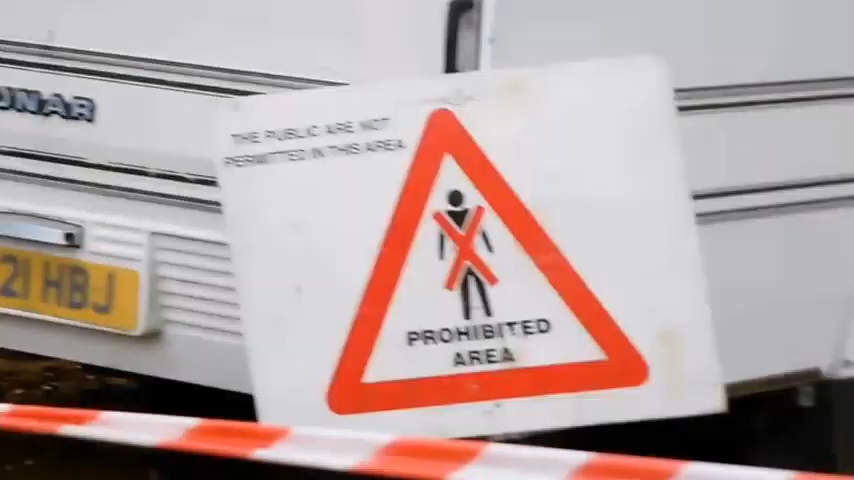 UNAR
THE PUBLIC ARE NOT
PERMITTED IN THIS AREA
21 HBJ
PROHIBITED
AREA